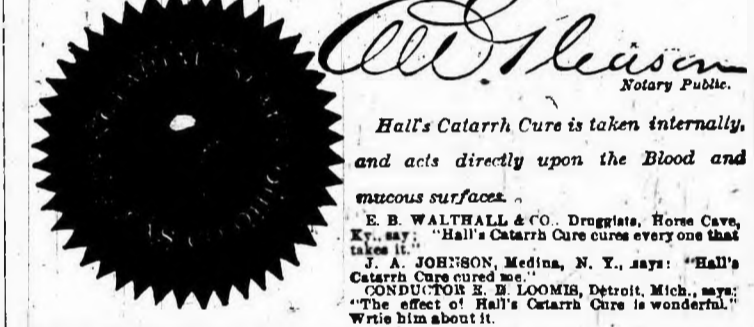 A. W. Gleason
Notary Public.
Hall's Catarrh Cure is taken internally,
and acts directly upon the Blood and
mucous surfaces.
E. B. WALTHALL & CO., Druggists, Horse Cave,
Ky., say: "Hall's Catarrh Cure cures every one that
takes it."
J. A. JOHNSON, Medina, N. Y., says: "Hall's
Catarrh Cure cured me."
CONDUCTOR E. D. LOOMIS, Detroit, Mich., says:
"The effect of Hall's Catarrh Cure is wonderful."
Wrtie him about it.